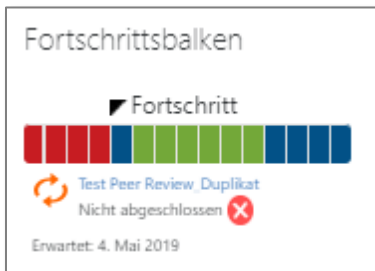 Fortschrittsbalken
Fortschritt
Test Peer Review_Duplikat
Nicht abgeschlossen
Erwartet: 4. Mai 2019